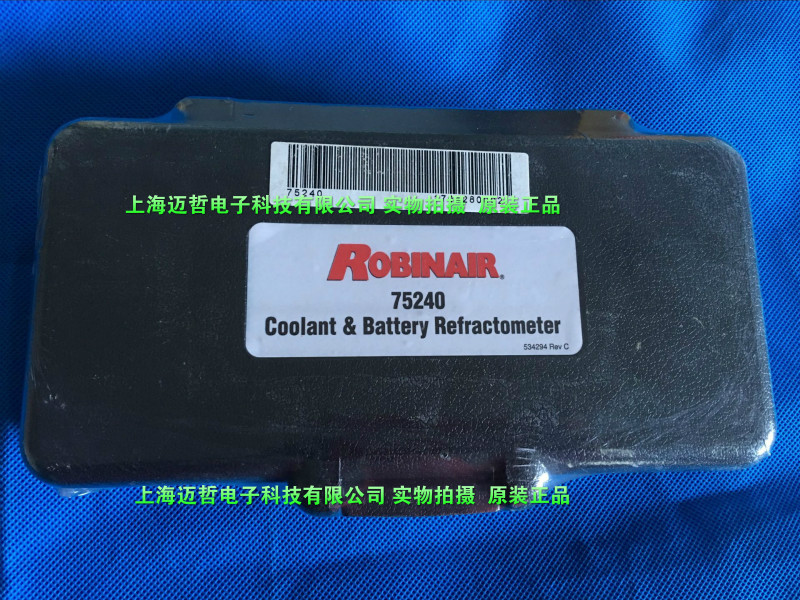 75240
上海迈哲电子科技有限公司 实物拍摄 原装正品
ROBINAIR®
75240
Coolant & Battery Refractometer
534294 Rev C
上海迈哲电子科技有限公司 实物拍摄 原装正品